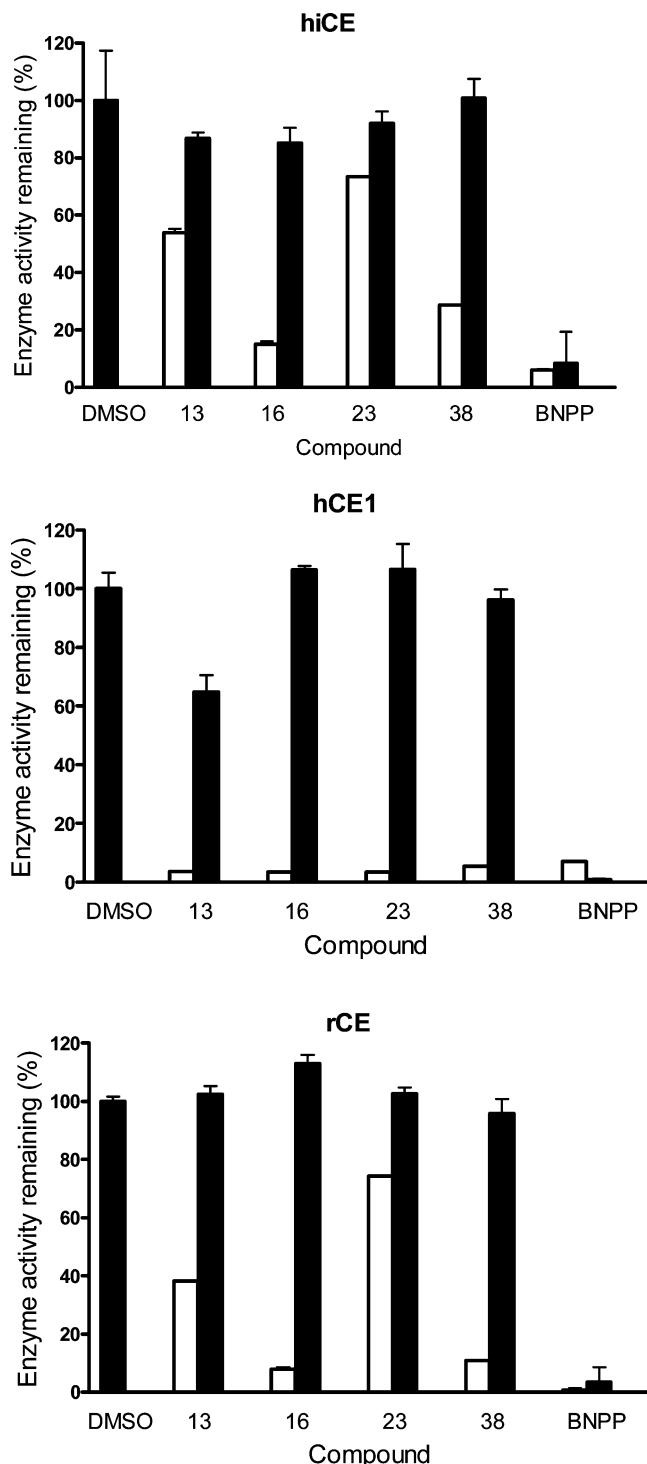 hiCE
Enzyme activity remaining (%)
120
100
80
60
40
20
0
DMSO 13 16 23 38 BNPP
Compound
hCE1
Enzyme activity remaining (%)
120
100
80
60
40
20
0
DMSO 13 16 23 38 BNPP
Compound
rCE
Enzyme activity remaining (%)
120
100
80
60
40
20
0
DMSO 13 16 23 38 BNPP
Compound